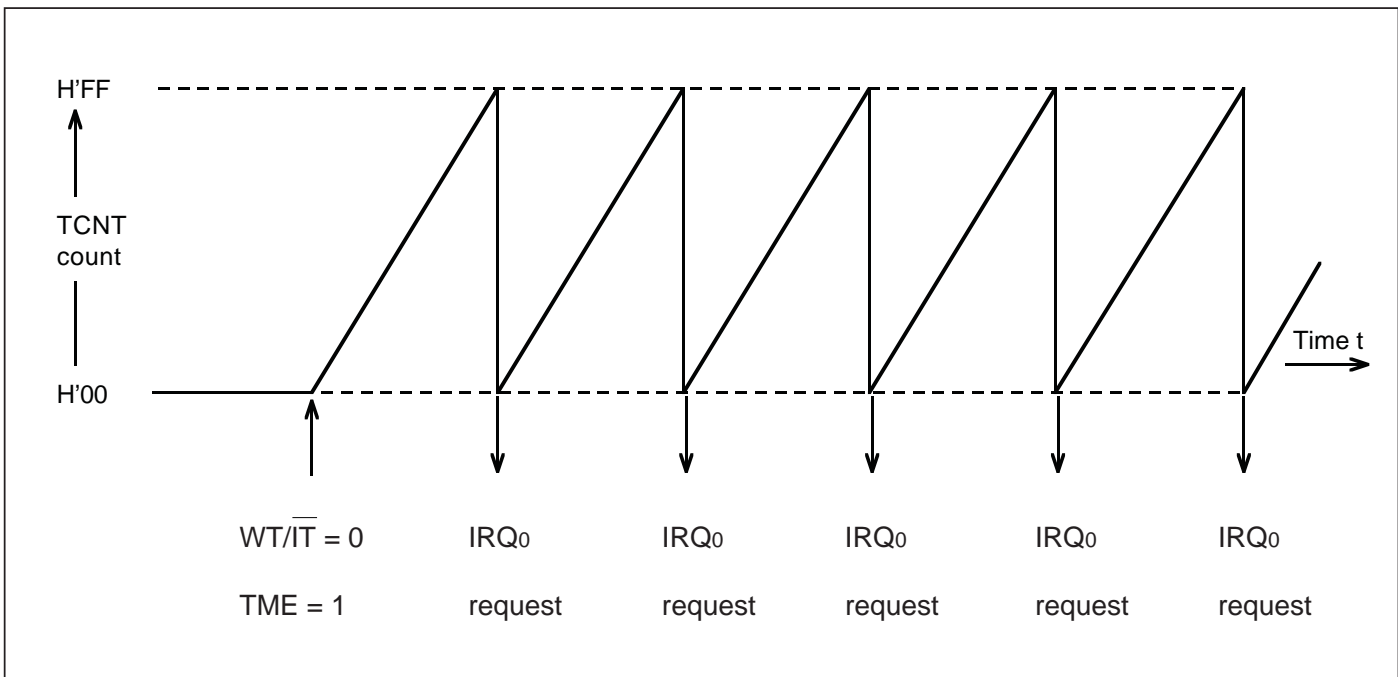 H'FF
TCNT
count
Time t
H'00
WT/I̅T̅ = 0 IRQ₀ IRQ₀ IRQ₀ IRQ₀ IRQ₀
TME = 1 request request request request request